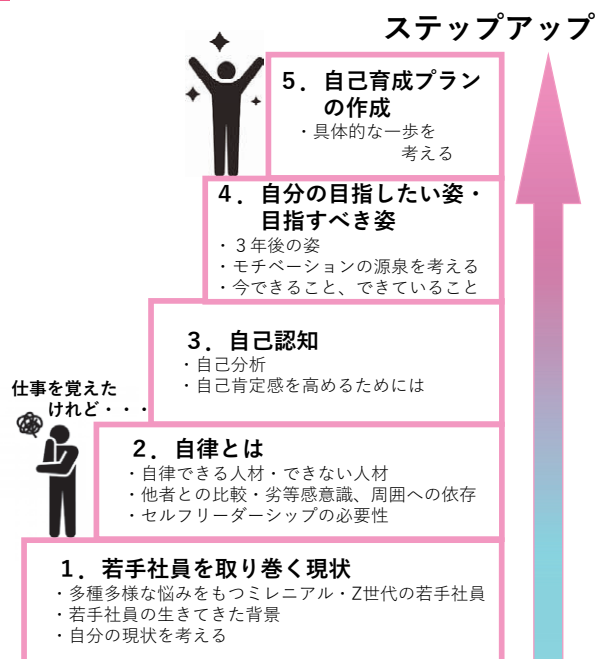 ステップアップ
5．自己育成プラン
の作成
・具体的な一歩を
考える
4．自分の目指したい姿・
目指すべき姿
・３年後の姿
・モチベーションの源泉を考える
・今できること、できていること
3．自己認知
・自己分析
・自己肯定感を高めるためには
仕事を覚えた
けれど・・・
2．自律とは
・自律できる人材・できない人材
・他者との比較・劣等感意識、周囲への依存
・セルフリーダーシップの必要性
1．若手社員を取り巻く現状
・多種多様な悩みをもつミレニアル・Z世代の若手社員
・若手社員の生きてきた背景
・自分の現状を考える